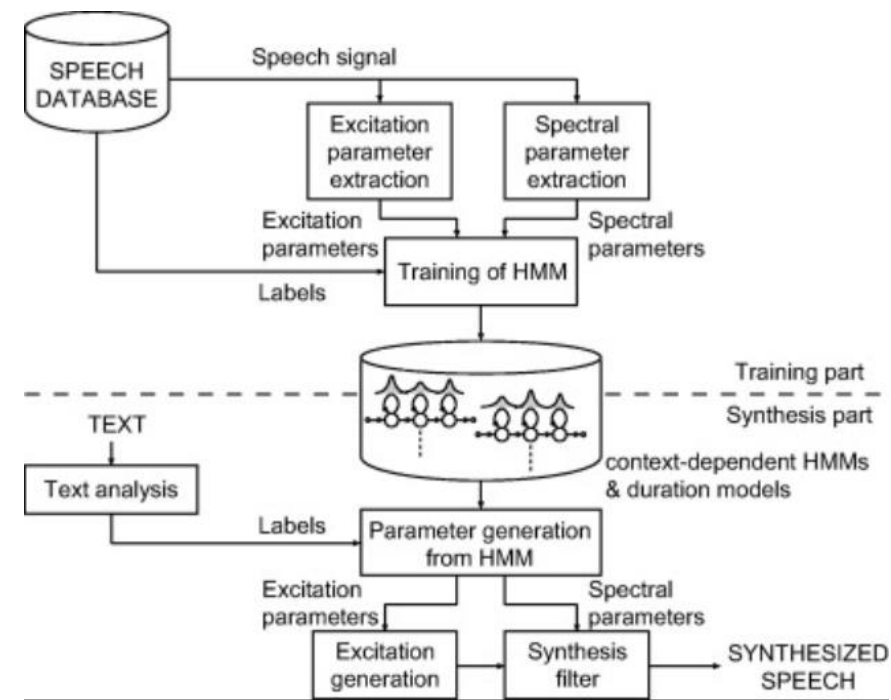 SPEECH
DATABASE
Speech signal
Excitation
parameter
extraction
Spectral
parameter
extraction
Excitation
parameters
Spectral
parameters
Training of HMM
Labels
Training part
Synthesis part
TEXT
context-dependent HMMs
& duration models
Text analysis
Labels
Parameter generation
from HMM
Excitation
parameters
Spectral
parameters
Excitation
generation
Synthesis
filter
SYNTHESIZED
SPEECH